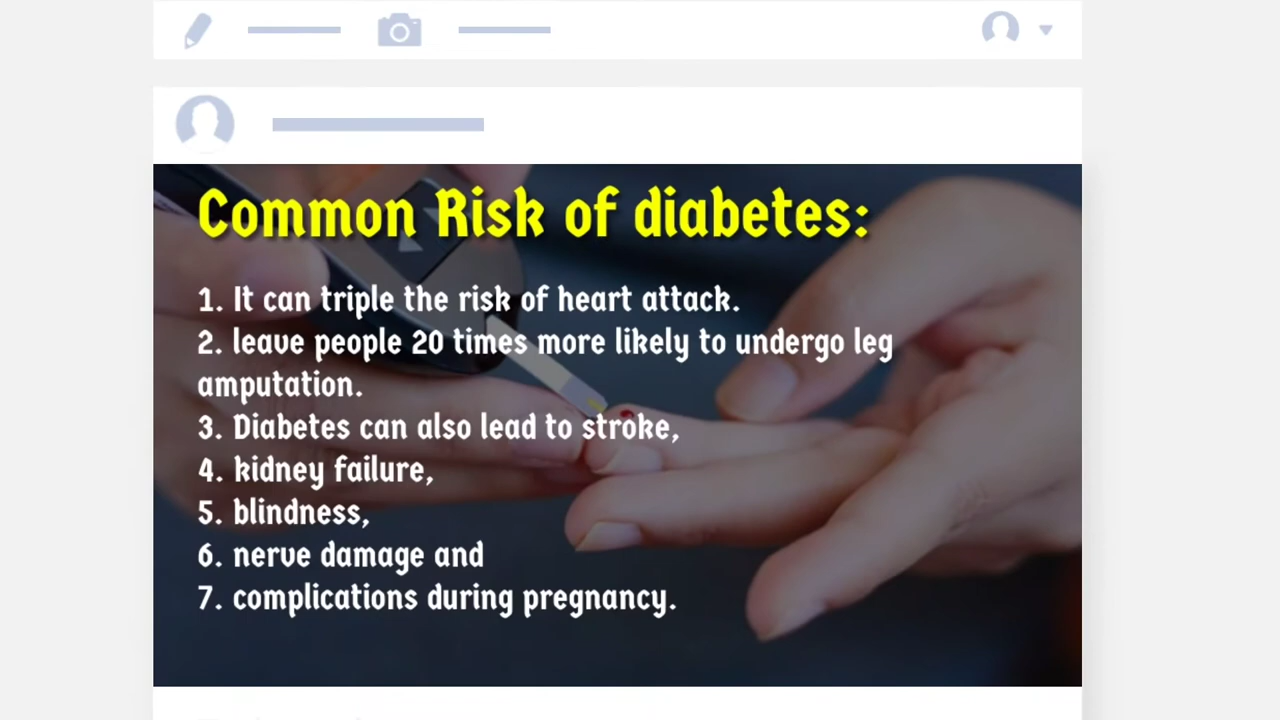 Common Risk of diabetes:
1. It can triple the risk of heart attack.
2. leave people 20 times more likely to undergo leg
amputation.
3. Diabetes can also lead to stroke,
4. kidney failure,
5. blindness,
6. nerve damage and
7. complications during pregnancy.